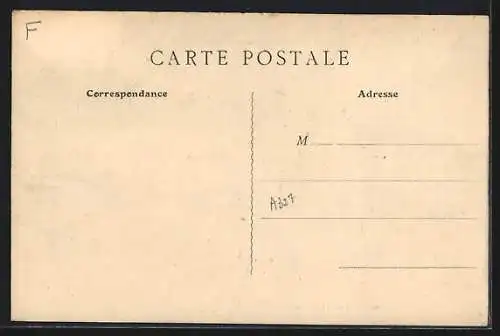 F
CARTE POSTALE
Correspondance
Adresse
M
A327